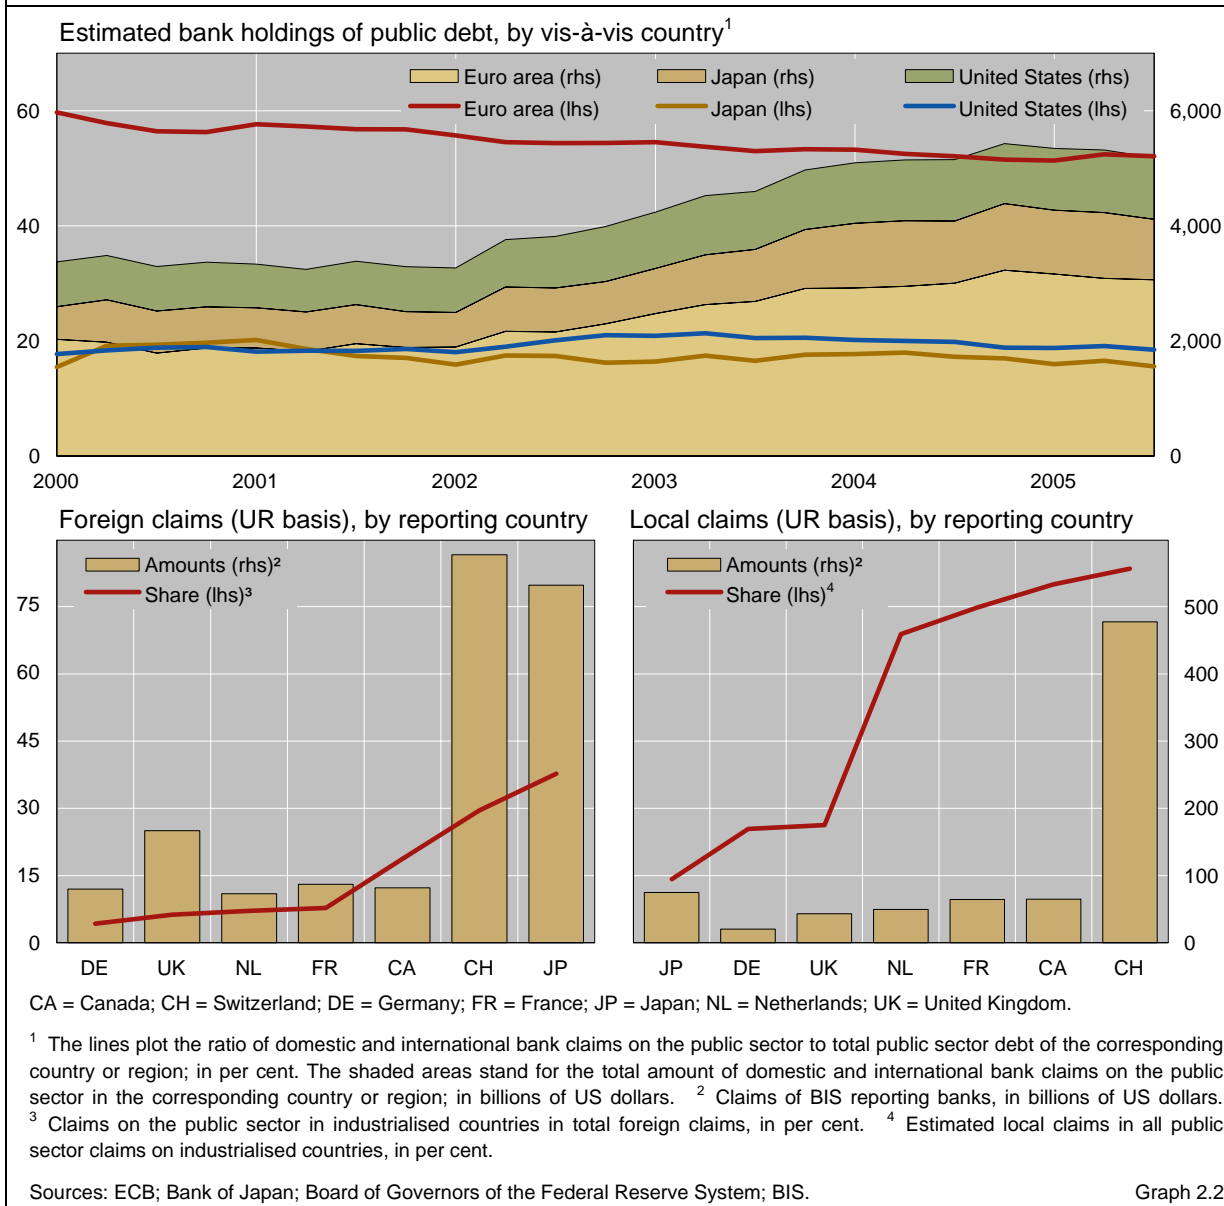 Estimated bank holdings of public debt, by vis-à-vis country¹
Euro area (rhs) Japan (rhs) United States (rhs)
Euro area (lhs) Japan (lhs) United States (lhs)
60 6,000
40 4,000
20 2,000
0 0
2000 2001 2002 2003 2004 2005
Foreign claims (UR basis), by reporting country
Amounts (rhs)²
Share (lhs)³
75
60
45
30
15
0
DE UK NL FR CA CH JP
Local claims (UR basis), by reporting country
Amounts (rhs)²
Share (lhs)⁴
500
400
300
200
100
0
JP DE UK NL FR CA CH
CA = Canada; CH = Switzerland; DE = Germany; FR = France; JP = Japan; NL = Netherlands; UK = United Kingdom.
¹ The lines plot the ratio of domestic and international bank claims on the public sector to total public sector debt of the corresponding
country or region; in per cent. The shaded areas stand for the total amount of domestic and international bank claims on the public
sector in the corresponding country or region; in billions of US dollars. ² Claims of BIS reporting banks, in billions of US dollars.
³ Claims on the public sector in industrialised countries in total foreign claims, in per cent. ⁴ Estimated local claims in all public
sector claims on industrialised countries, in per cent.
Sources: ECB; Bank of Japan; Board of Governors of the Federal Reserve System; BIS. Graph 2.2